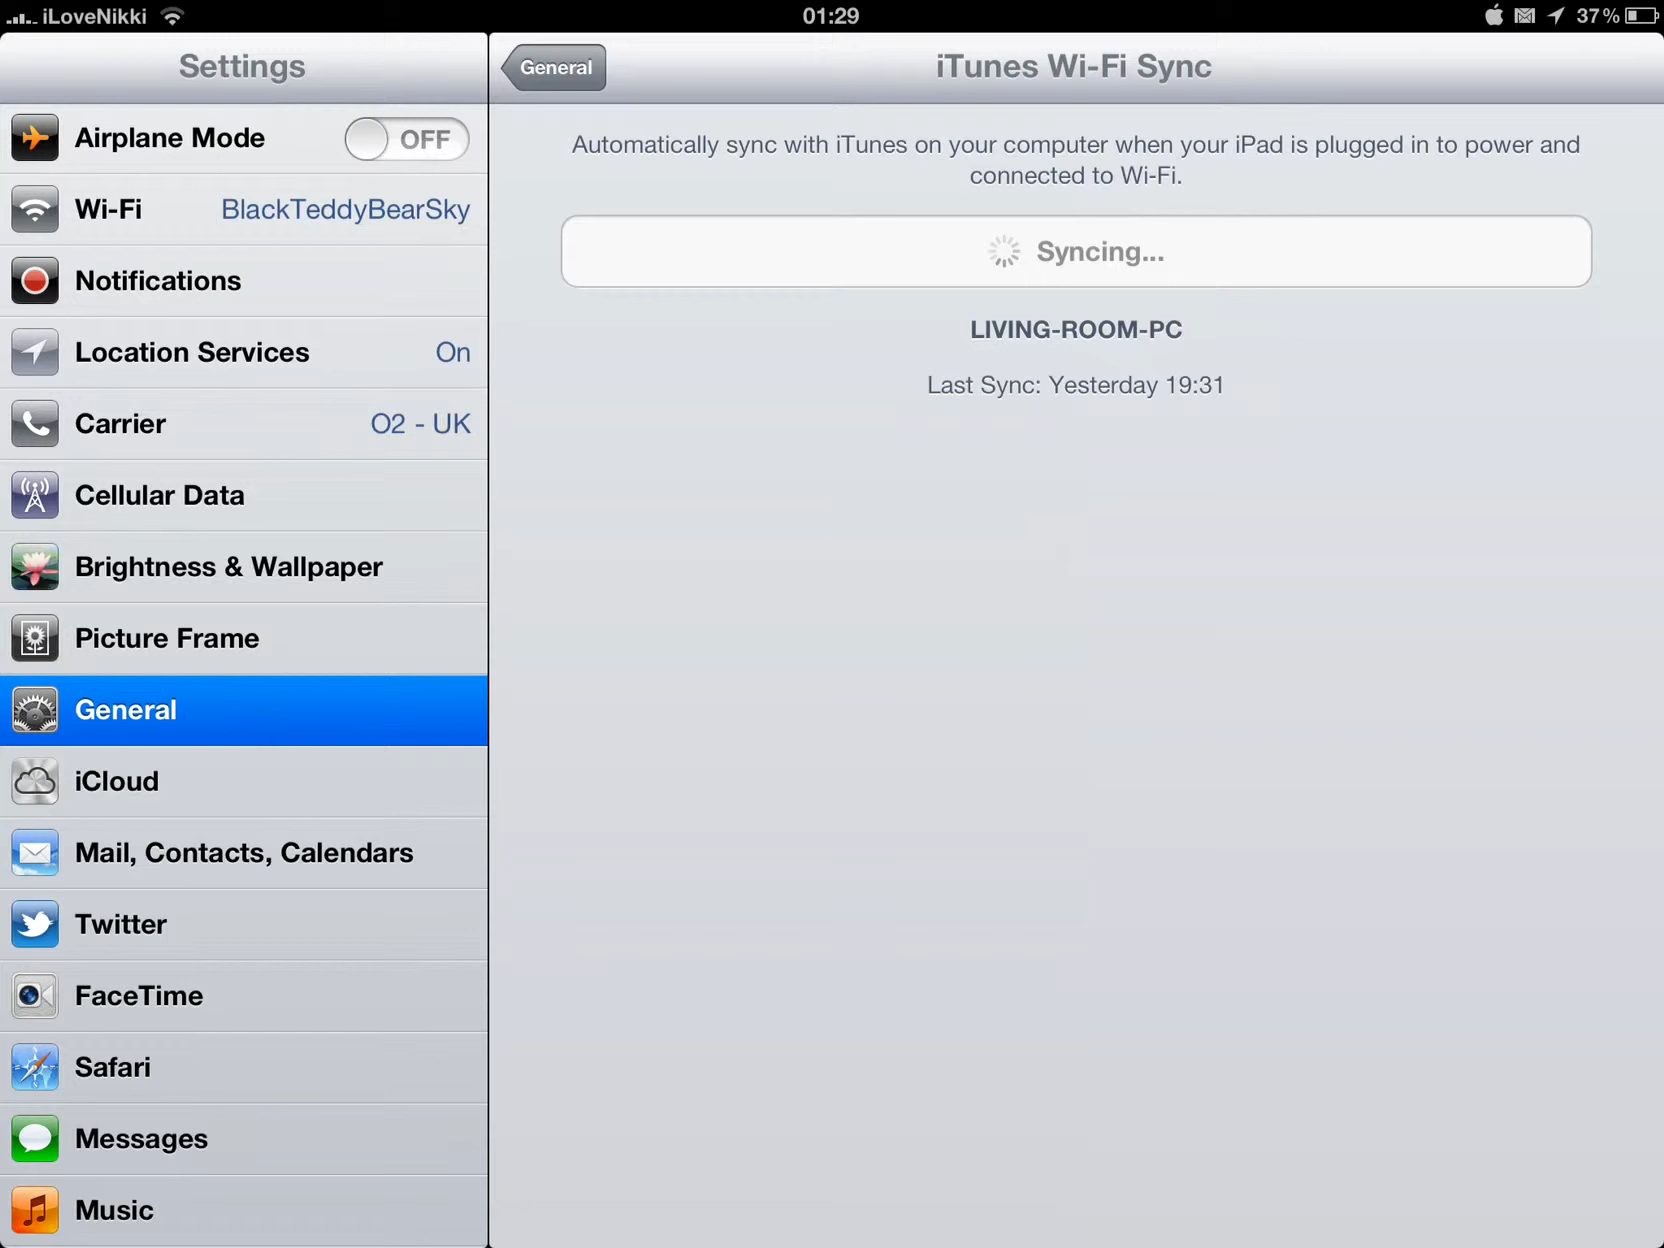 iLoveNikki
01:29
37%
Settings
General
iTunes Wi-Fi Sync
Airplane Mode OFF
Wi-Fi BlackTeddyBearSky
Notifications
Location Services On
Carrier O2 - UK
Cellular Data
Brightness & Wallpaper
Picture Frame
General
iCloud
Mail, Contacts, Calendars
Twitter
FaceTime
Safari
Messages
Music
Automatically sync with iTunes on your computer when your iPad is plugged in to power and
connected to Wi-Fi.
Syncing...
LIVING-ROOM-PC
Last Sync: Yesterday 19:31